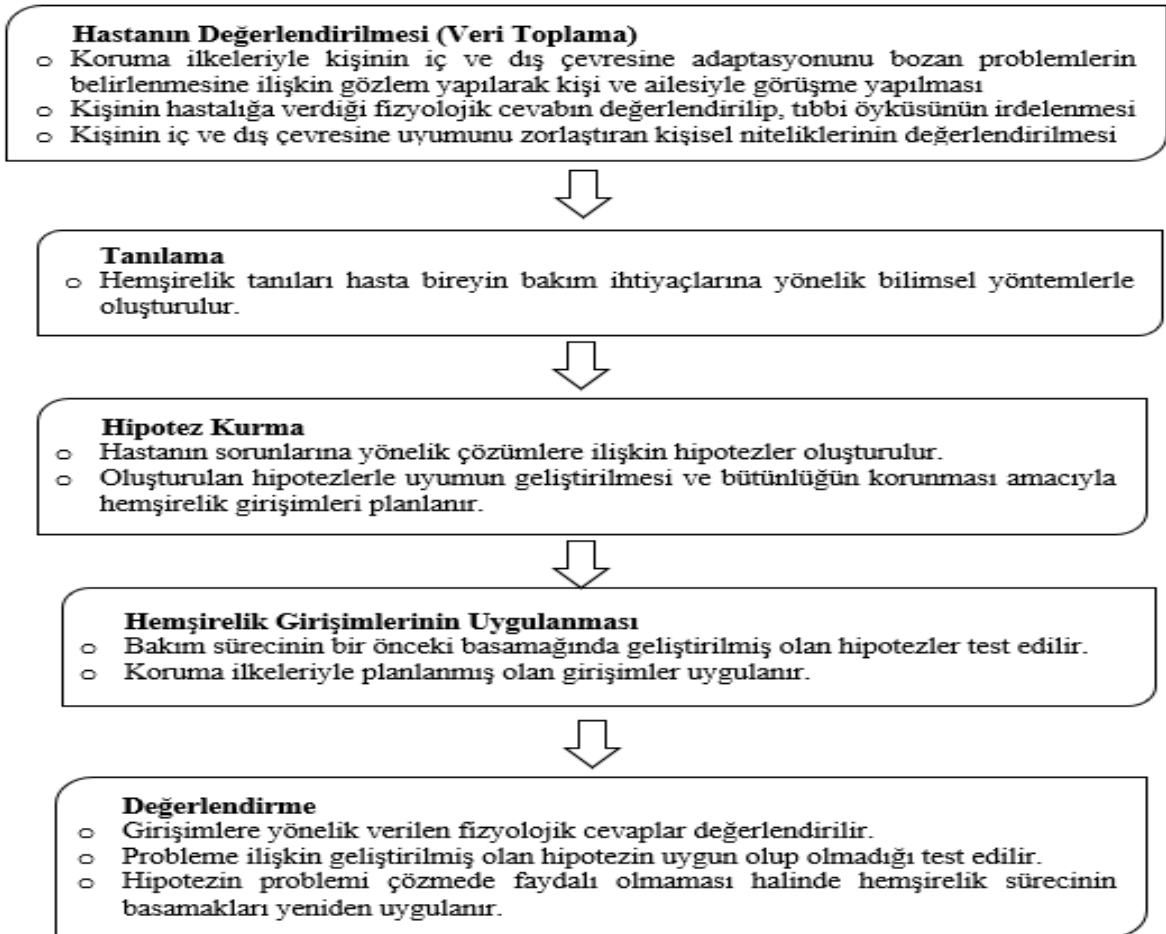 Hastanın Değerlendirilmesi (Veri Toplama)
o Koruma ilkeleriyle kişinin iç ve dış çevresine adaptasyonunu bozan problemlerin
belirlenmesine ilişkin gözlem yapılarak kişi ve ailesiyle görüşme yapılması
o Kişinin hastalığa verdiği fizyolojik cevabın değerlendirilip, tıbbi öyküsünün irdelenmesi
o Kişinin iç ve dış çevresine uyumunu zorlaştıran kişisel niteliklerinin değerlendirilmesi
Tanılama
o Hemşirelik tanıları hasta bireyin bakım ihtiyaçlarına yönelik bilimsel yöntemlerle
oluşturulur.
Hipotez Kurma
o Hastanın sorunlarına yönelik çözümlere ilişkin hipotezler oluşturulur.
o Oluşturulan hipotezlerle uyumun geliştirilmesi ve bütünlüğün korunması amacıyla
hemşirelik girişimleri planlanır.
Hemşirelik Girişimlerinin Uygulanması
o Bakım sürecinin bir önceki basamağında geliştirilmiş olan hipotezler test edilir.
o Koruma ilkeleriyle planlanmış olan girişimler uygulanır.
Değerlendirme
o Girişimlere yönelik verilen fizyolojik cevaplar değerlendirilir.
o Probleme ilişkin geliştirilmiş olan hipotezin uygun olup olmadığı test edilir.
o Hipotezin problemi çözmede faydalı olmaması halinde hemşirelik sürecinin
basamakları yeniden uygulanır.